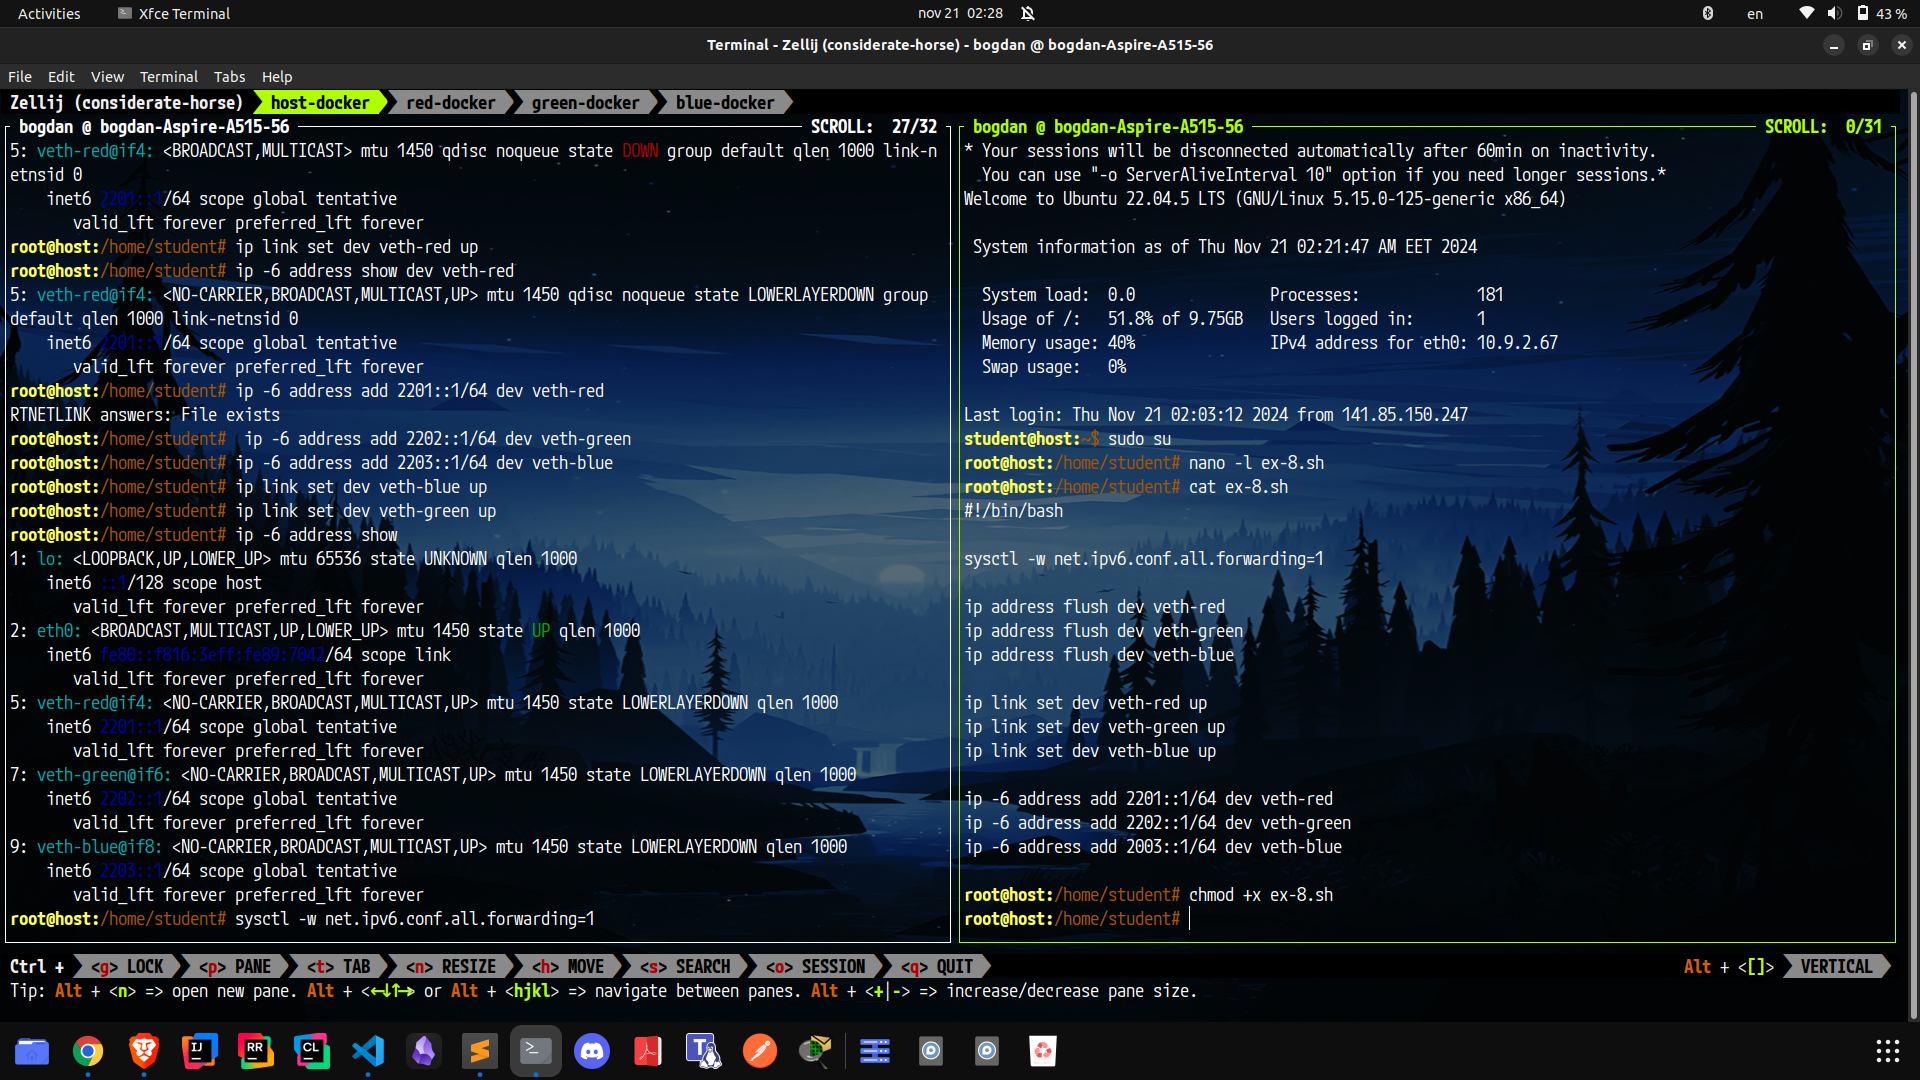 Activities
Xfce Terminal
nov 21 02:28
en
43 %
Terminal - Zellij (considerate-horse) - bogdan @ bogdan-Aspire-A515-56
File Edit View Terminal Tabs Help
Zellij (considerate-horse) host-docker red-docker green-docker blue-docker
bogdan @ bogdan-Aspire-A515-56 SCROLL: 27/32
5: veth-red@if4: <BROADCAST,MULTICAST> mtu 1450 qdisc noqueue state DOWN group default qlen 1000 link-n
etnsid 0
inet6 2201::1/64 scope global tentative
valid_lft forever preferred_lft forever
root@host:/home/student# ip link set dev veth-red up
root@host:/home/student# ip -6 address show dev veth-red
5: veth-red@if4: <NO-CARRIER,BROADCAST,MULTICAST,UP> mtu 1450 qdisc noqueue state LOWERLAYERDOWN group
default qlen 1000 link-netnsid 0
inet6 2201::1/64 scope global tentative
valid_lft forever preferred_lft forever
root@host:/home/student# ip -6 address add 2201::1/64 dev veth-red
RTNETLINK answers: File exists
root@host:/home/student#  ip -6 address add 2202::1/64 dev veth-green
root@host:/home/student# ip -6 address add 2203::1/64 dev veth-blue
root@host:/home/student# ip link set dev veth-blue up
root@host:/home/student# ip link set dev veth-green up
root@host:/home/student# ip -6 address show
1: lo: <LOOPBACK,UP,LOWER_UP> mtu 65536 state UNKNOWN qlen 1000
inet6 ::1/128 scope host
valid_lft forever preferred_lft forever
2: eth0: <BROADCAST,MULTICAST,UP,LOWER_UP> mtu 1450 state UP qlen 1000
inet6 fe80::f816:3eff:fe89:7042/64 scope link
valid_lft forever preferred_lft forever
5: veth-red@if4: <NO-CARRIER,BROADCAST,MULTICAST,UP> mtu 1450 state LOWERLAYERDOWN qlen 1000
inet6 2201::1/64 scope global tentative
valid_lft forever preferred_lft forever
7: veth-green@if6: <NO-CARRIER,BROADCAST,MULTICAST,UP> mtu 1450 state LOWERLAYERDOWN qlen 1000
inet6 2202::1/64 scope global tentative
valid_lft forever preferred_lft forever
9: veth-blue@if8: <NO-CARRIER,BROADCAST,MULTICAST,UP> mtu 1450 state LOWERLAYERDOWN qlen 1000
inet6 2203::1/64 scope global tentative
valid_lft forever preferred_lft forever
root@host:/home/student# sysctl -w net.ipv6.conf.all.forwarding=1
bogdan @ bogdan-Aspire-A515-56 SCROLL: 0/31
* Your sessions will be disconnected automatically after 60min on inactivity.
You can use "-o ServerAliveInterval 10" option if you need longer sessions.*
Welcome to Ubuntu 22.04.5 LTS (GNU/Linux 5.15.0-125-generic x86_64)
System information as of Thu Nov 21 02:21:47 AM EET 2024
System load: 0.0 Processes: 181
Usage of /: 51.8% of 9.75GB Users logged in: 1
Memory usage: 40% IPv4 address for eth0: 10.9.2.67
Swap usage: 0%
Last login: Thu Nov 21 02:03:12 2024 from 141.85.150.247
student@host:~$ sudo su
root@host:/home/student# nano -l ex-8.sh
root@host:/home/student# cat ex-8.sh
#!/bin/bash
sysctl -w net.ipv6.conf.all.forwarding=1
ip address flush dev veth-red
ip address flush dev veth-green
ip address flush dev veth-blue
ip link set dev veth-red up
ip link set dev veth-green up
ip link set dev veth-blue up
ip -6 address add 2201::1/64 dev veth-red
ip -6 address add 2202::1/64 dev veth-green
ip -6 address add 2003::1/64 dev veth-blue
root@host:/home/student# chmod +x ex-8.sh
root@host:/home/student#
Ctrl + <g> LOCK <p> PANE <t> TAB <n> RESIZE <h> MOVE <s> SEARCH <o> SESSION <q> QUIT Alt + <[]> VERTICAL
Tip: Alt + <n> => open new pane. Alt + <←↓↑→> or Alt + <hjkl> => navigate between panes. Alt + <+|-> => increase/decrease pane size.
IJ RR CL T